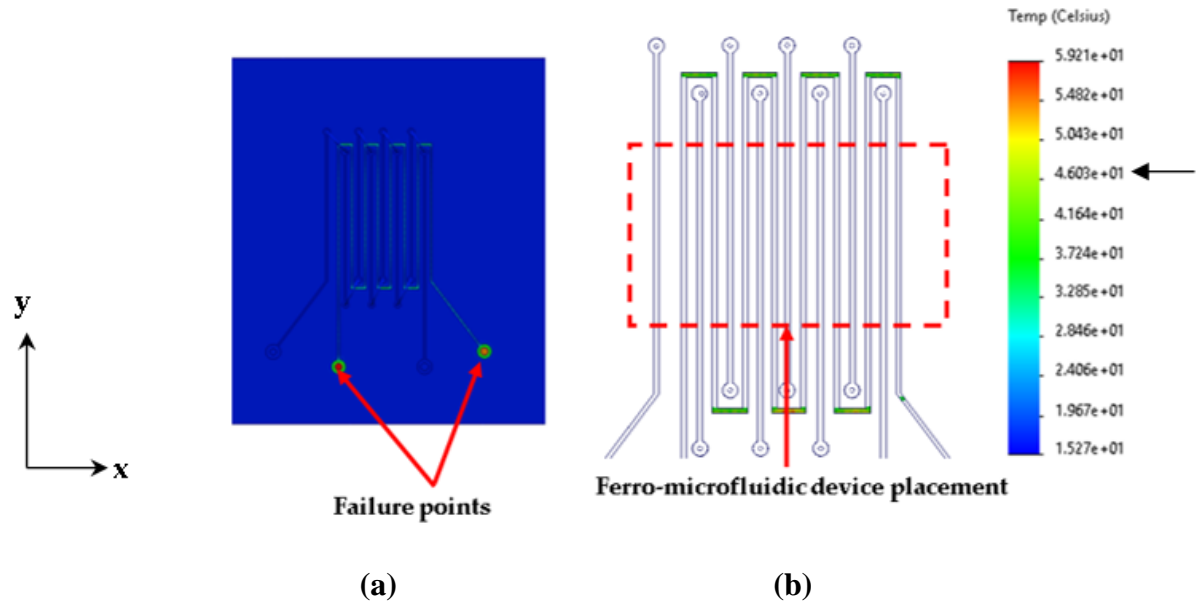 Temp (Celsius)
5.921e+01
5.482e+01
5.043e+01
4.603e+01
4.164e+01
3.724e+01
3.285e+01
2.846e+01
2.406e+01
1.967e+01
1.527e+01
y
x
Failure points
Ferro-microfluidic device placement
(a)
(b)